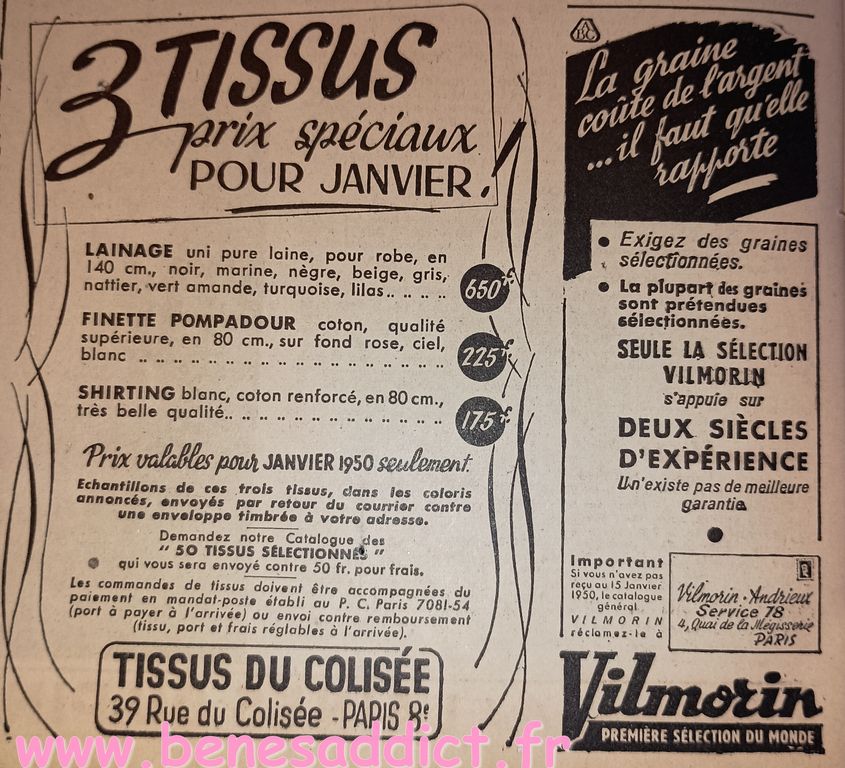 3 TISSUS
prix spéciaux
POUR JANVIER !
LAINAGE uni pure laine, pour robe, en
140 cm., noir, marine, nègre, beige, gris,
nattier, vert amande, turquoise, lilas.. .. .. .. 650 F
FINETTE POMPADOUR coton, qualité
supérieure, en 80 cm., sur fond rose, ciel,
blanc .. .. .. .. .. .. .. .. .. .. .. .. .. 225 F
SHIRTING blanc, coton renforcé, en 80 cm.,
très belle qualité.. .. .. .. .. .. .. .. .. .. 175 F
Prix valables pour JANVIER 1950 seulement.
Echantillons de ces trois tissus, dans les coloris
annoncés, envoyés par retour du courrier contre
une enveloppe timbrée à votre adresse.
Demandez notre Catalogue des
" 50 TISSUS SÉLECTIONNÉS "
qui vous sera envoyé contre 50 fr. pour frais.
Les commandes de tissus doivent être accompagnées du
paiement en mandat-poste établi au P. C. Paris 7081-54
(port à payer à l'arrivée) ou envoi contre remboursement
(tissu, port et frais réglables à l'arrivée).
TISSUS DU COLISÉE
39 Rue du Colisée - PARIS 8e
ABC
La graine
coûte de l'argent
...il faut qu'elle
rapporte
• Exigez des graines
sélectionnées.
• La plupart des graines
sont prétendues
sélectionnées.
SEULE LA SÉLECTION
VILMORIN
s'appuie sur
DEUX SIÈCLES
D'EXPÉRIENCE
Il n'existe pas de meilleure
garantie.
Important
Si vous n'avez pas
reçu au 15 Janvier
1950, le catalogue
général
VILMORIN
réclamez-le à
Vilmorin-Andrieux
Service 78
4, Quai de la Mégisserie
PARIS
Vilmorin
PREMIÈRE SÉLECTION DU MONDE
www.benesaddict.fr